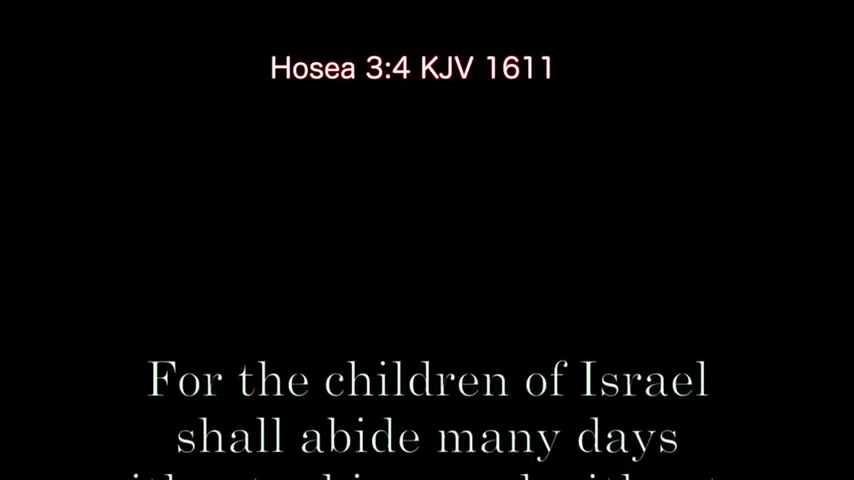 Hosea 3:4 KJV 1611
For the children of Israel
shall abide many days